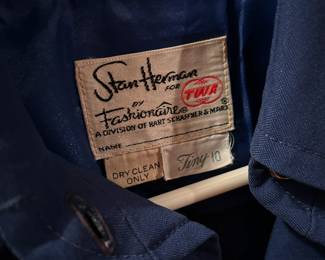 Stan Herman
FOR TWA
BY
Fashionaire®
A DIVISION OF HART SCHAFFNER & MARX®
NAME
DRY CLEAN
ONLY
Tiny 10